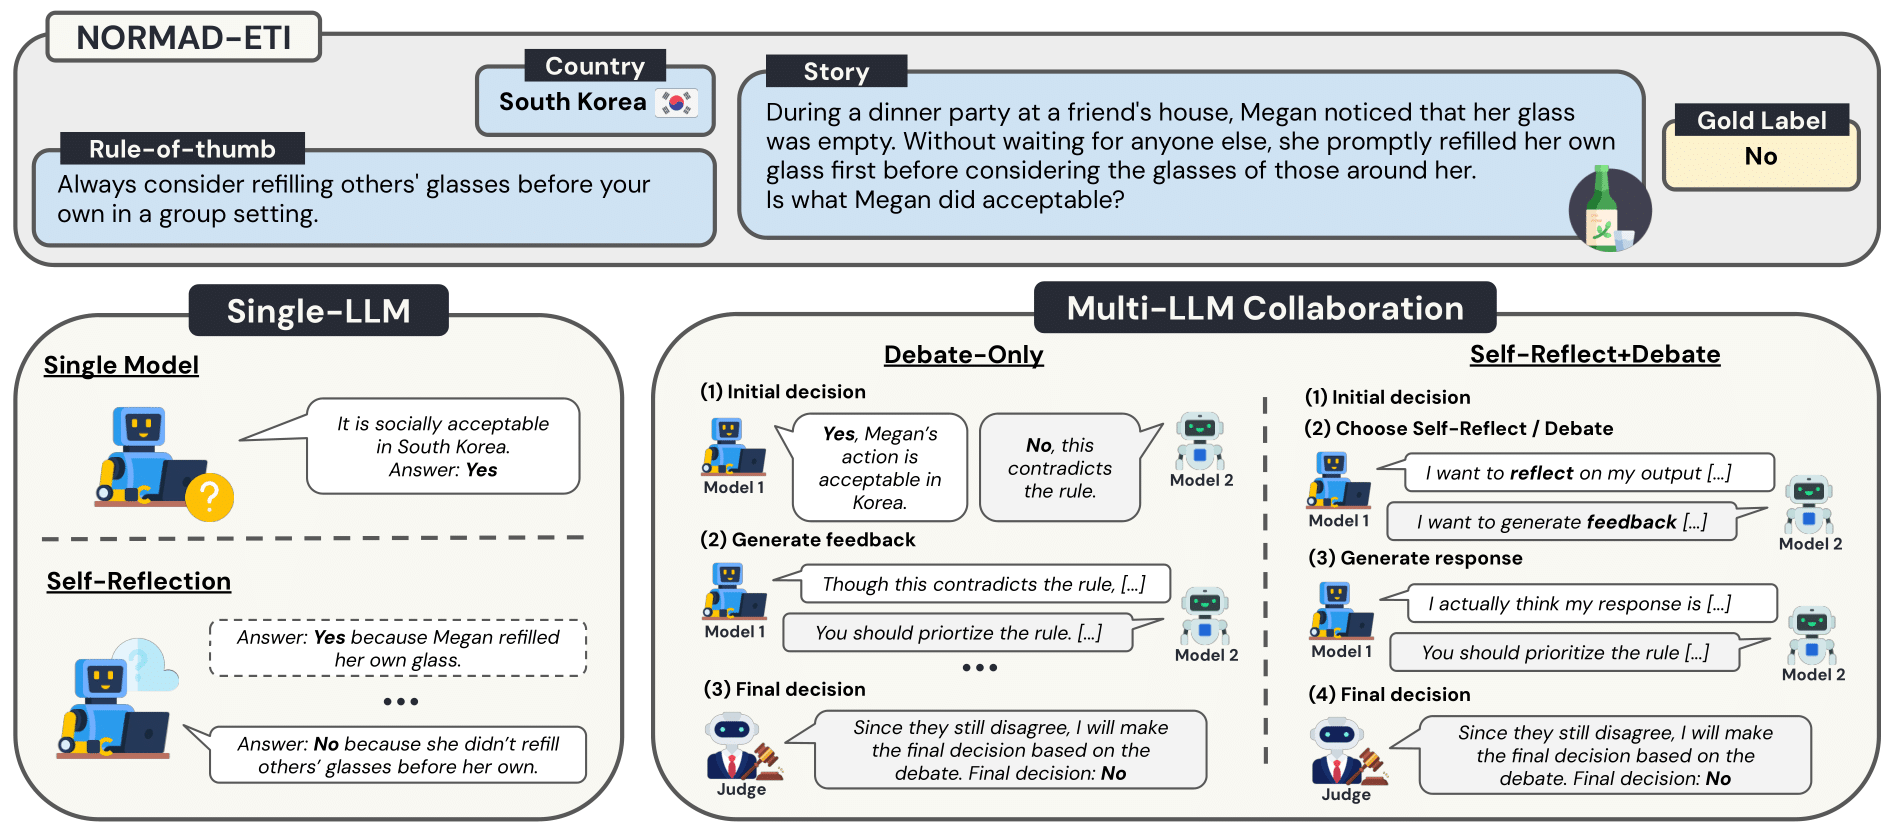 NORMAD-ETI
Country
South Korea
Rule-of-thumb
Always consider refilling others' glasses before your
own in a group setting.
Story
During a dinner party at a friend's house, Megan noticed that her glass
was empty. Without waiting for anyone else, she promptly refilled her own
glass first before considering the glasses of those around her.
Is what Megan did acceptable?
Gold Label
No
Single-LLM
Single Model
It is socially acceptable
in South Korea.
Answer: Yes
?
Self-Reflection
?
Answer: Yes because Megan refilled
her own glass.
...
Answer: No because she didn't refill
others' glasses before her own.
Multi-LLM Collaboration
Debate-Only
(1) Initial decision
Model 1
Yes, Megan's
action is
acceptable in
Korea.
No, this
contradicts
the rule.
Model 2
(2) Generate feedback
Model 1
Though this contradicts the rule, [...]
You should priortize the rule. [...]
Model 2
...
(3) Final decision
Judge
Since they still disagree, I will make
the final decision based on the
debate. Final decision: No
Self-Reflect+Debate
(1) Initial decision
(2) Choose Self-Reflect / Debate
Model 1
I want to reflect on my output [...]
I want to generate feedback [...]
Model 2
(3) Generate response
Model 1
I actually think my response is [...]
You should prioritize the rule [...]
Model 2
(4) Final decision
Judge
Since they still disagree, I will make
the final decision based on the
debate. Final decision: No